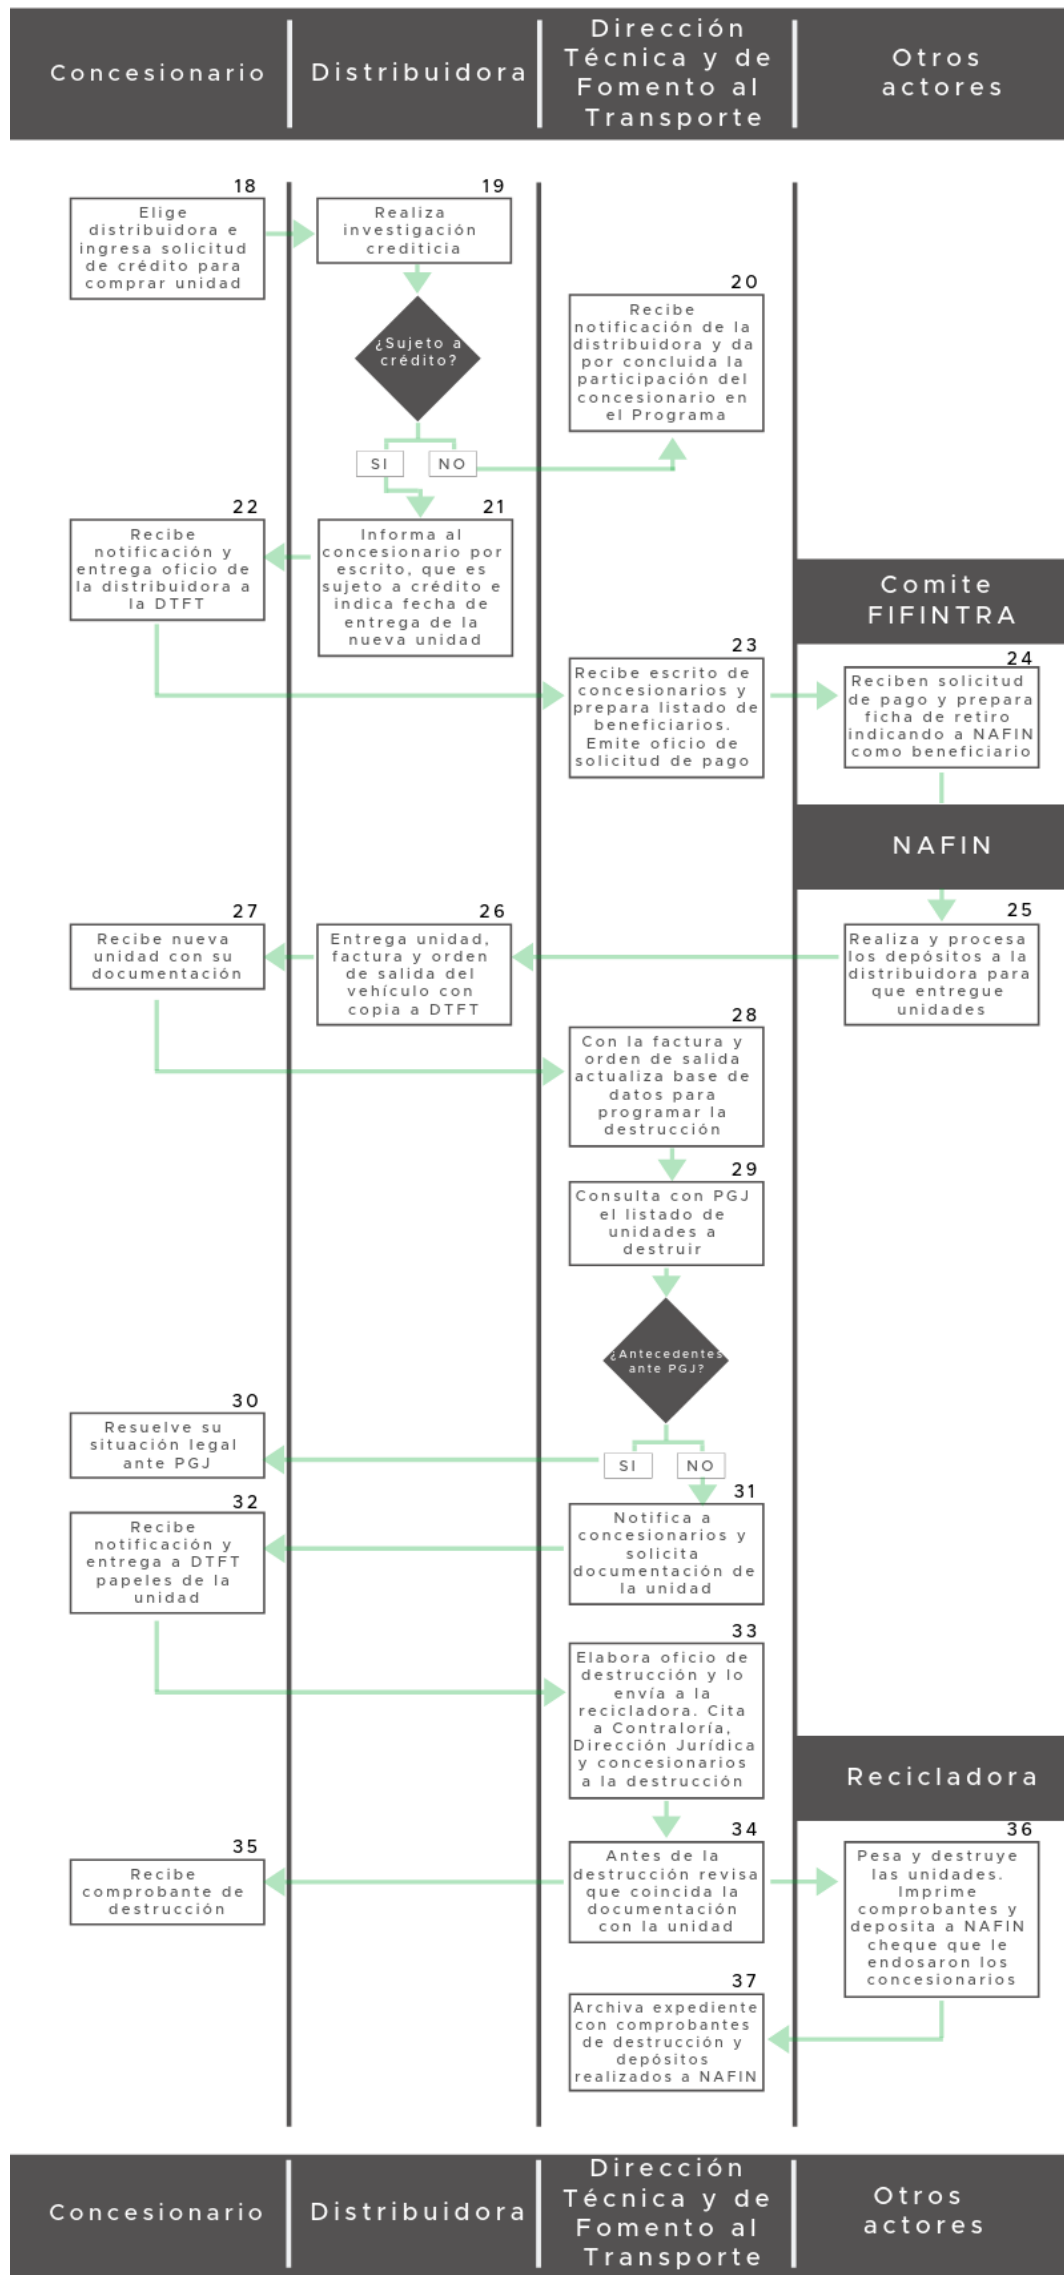 Concesionario
Distribuidora
Dirección
Técnica y de
Fomento al
Transporte
Otros
actores
18
Elige
distribuidora e
ingresa solicitud
de crédito para
comprar unidad
19
Realiza
investigación
crediticia
¿Sujeto a
crédito?
SI
NO
20
Recibe
notificación de la
distribuidora y da
por concluida la
participación del
concesionario en
el Programa
21
Informa al
concesionario por
escrito, que es
sujeto a crédito e
indica fecha de
entrega de la
nueva unidad
22
Recibe
notificación y
entrega oficio de
la distribuidora a
la DTFT
23
Recibe escrito de
concesionarios y
prepara listado de
beneficiarios.
Emite oficio de
solicitud de pago
Comite
FIFINTRA
24
Reciben solicitud
de pago y prepara
ficha de retiro
indicando a NAFIN
como beneficiario
NAFIN
25
Realiza y procesa
los depósitos a la
distribuidora para
que entregue
unidades
26
Entrega unidad,
factura y orden
de salida del
vehículo con
copia a DTFT
27
Recibe nueva
unidad con su
documentación
28
Con la factura y
orden de salida
actualiza base de
datos para
programar la
destrucción
29
Consulta con PGJ
el listado de
unidades a
destruir
¿Antecedentes
ante PGJ?
SI
NO
30
Resuelve su
situación legal
ante PGJ
31
Notifica a
concesionarios y
solicita
documentación de
la unidad
32
Recibe
notificación y
entrega a DTFT
papeles de la
unidad
33
Elabora oficio de
destrucción y lo
envía a la
recicladora. Cita
a Contraloría,
Dirección Jurídica
y concesionarios
a la destrucción
Recicladora
34
Antes de la
destrucción revisa
que coincida la
documentación
con la unidad
35
Recibe
comprobante de
destrucción
36
Pesa y destruye
las unidades.
Imprime
comprobantes y
deposita a NAFIN
cheque que le
endosaron los
concesionarios
37
Archiva expediente
con comprobantes
de destrucción y
depósitos
realizados a NAFIN
Concesionario
Distribuidora
Dirección
Técnica y de
Fomento al
Transporte
Otros
actores